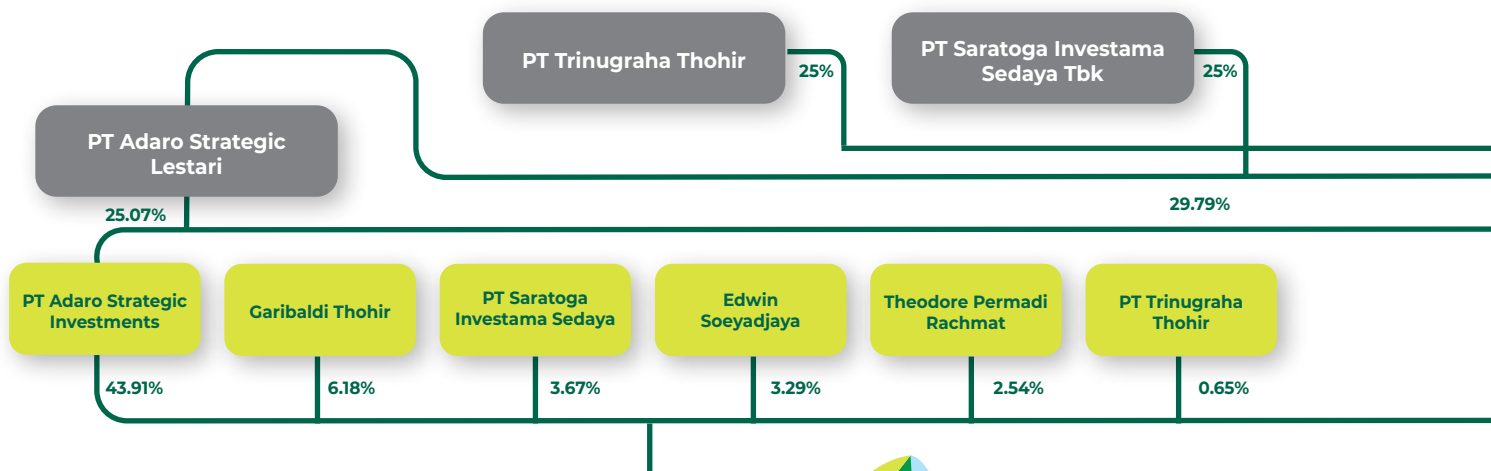 PT Trinugraha Thohir
25%
PT Saratoga Investama
Sedaya Tbk
25%
PT Adaro Strategic
Lestari
25.07%
29.79%
PT Adaro Strategic
Investments
Garibaldi Thohir
PT Saratoga
Investama Sedaya
Edwin
Soeyadjaya
Theodore Permadi
Rachmat
PT Trinugraha
Thohir
43.91%
6.18%
3.67%
3.29%
2.54%
0.65%